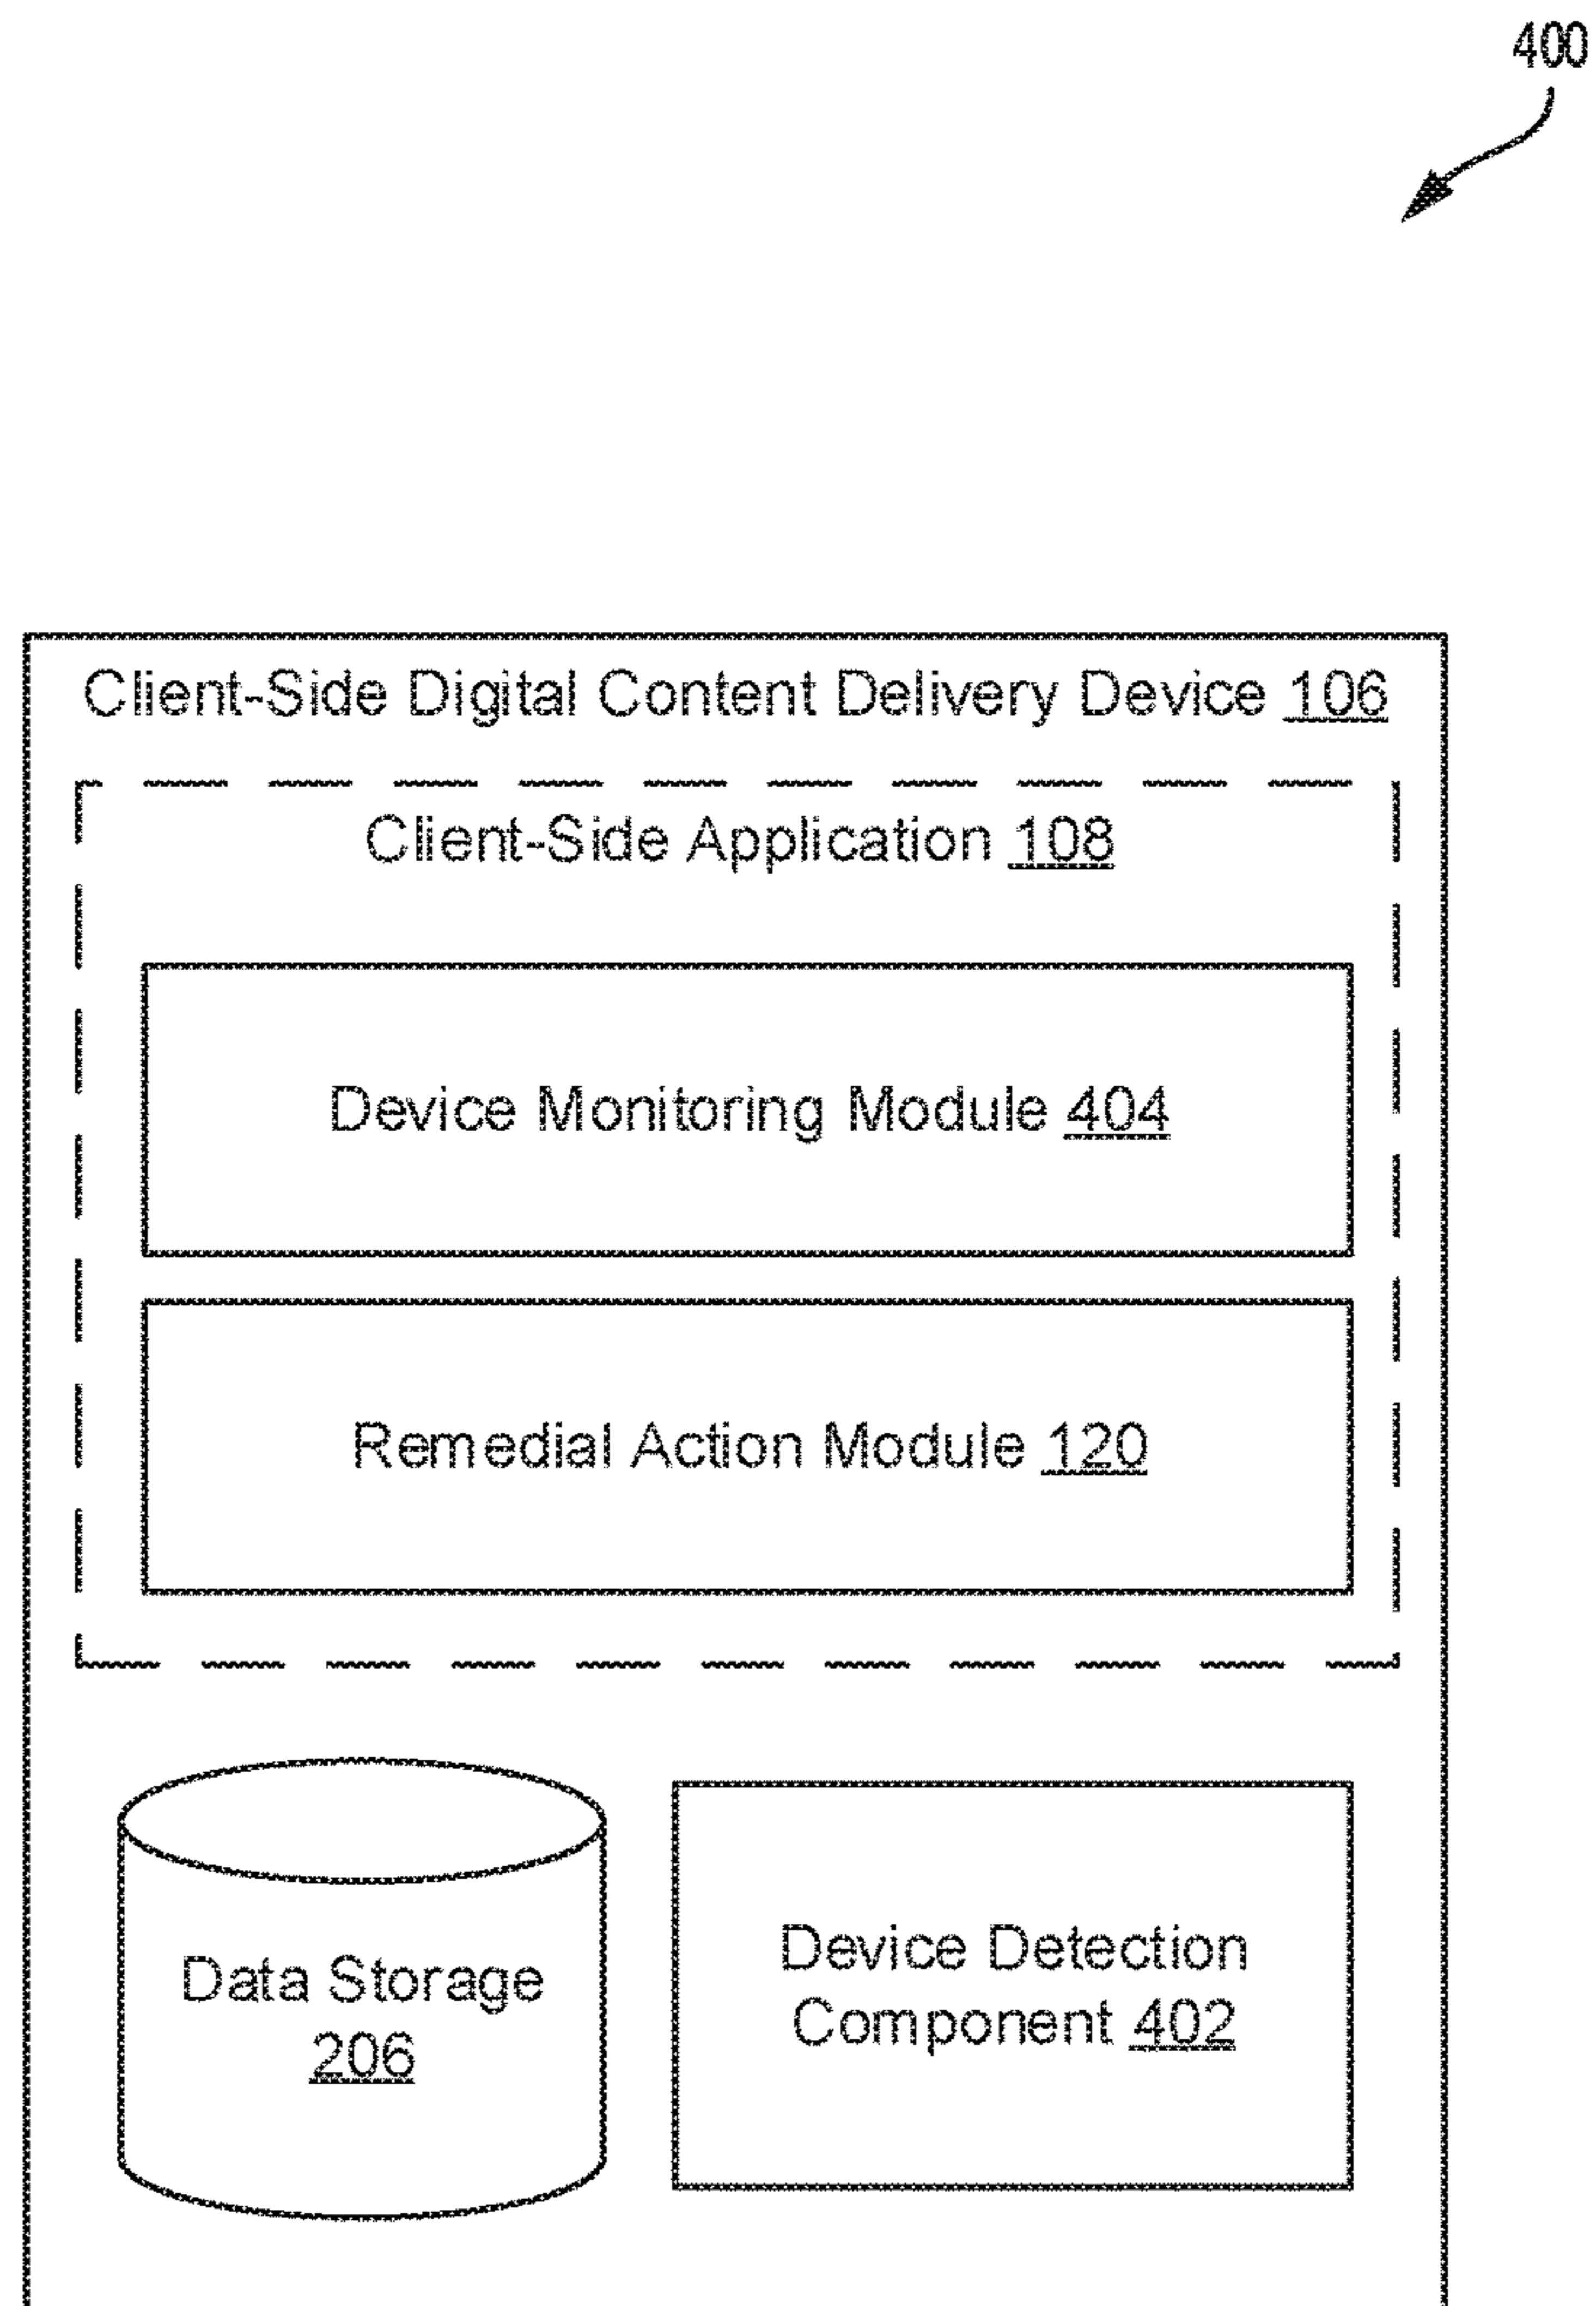 400
Client-Side Digital Content Delivery Device 106
Client-Side Application 108
Device Monitoring Module 404
Remedial Action Module 120
Data Storage
206
Device Detection
Component 402